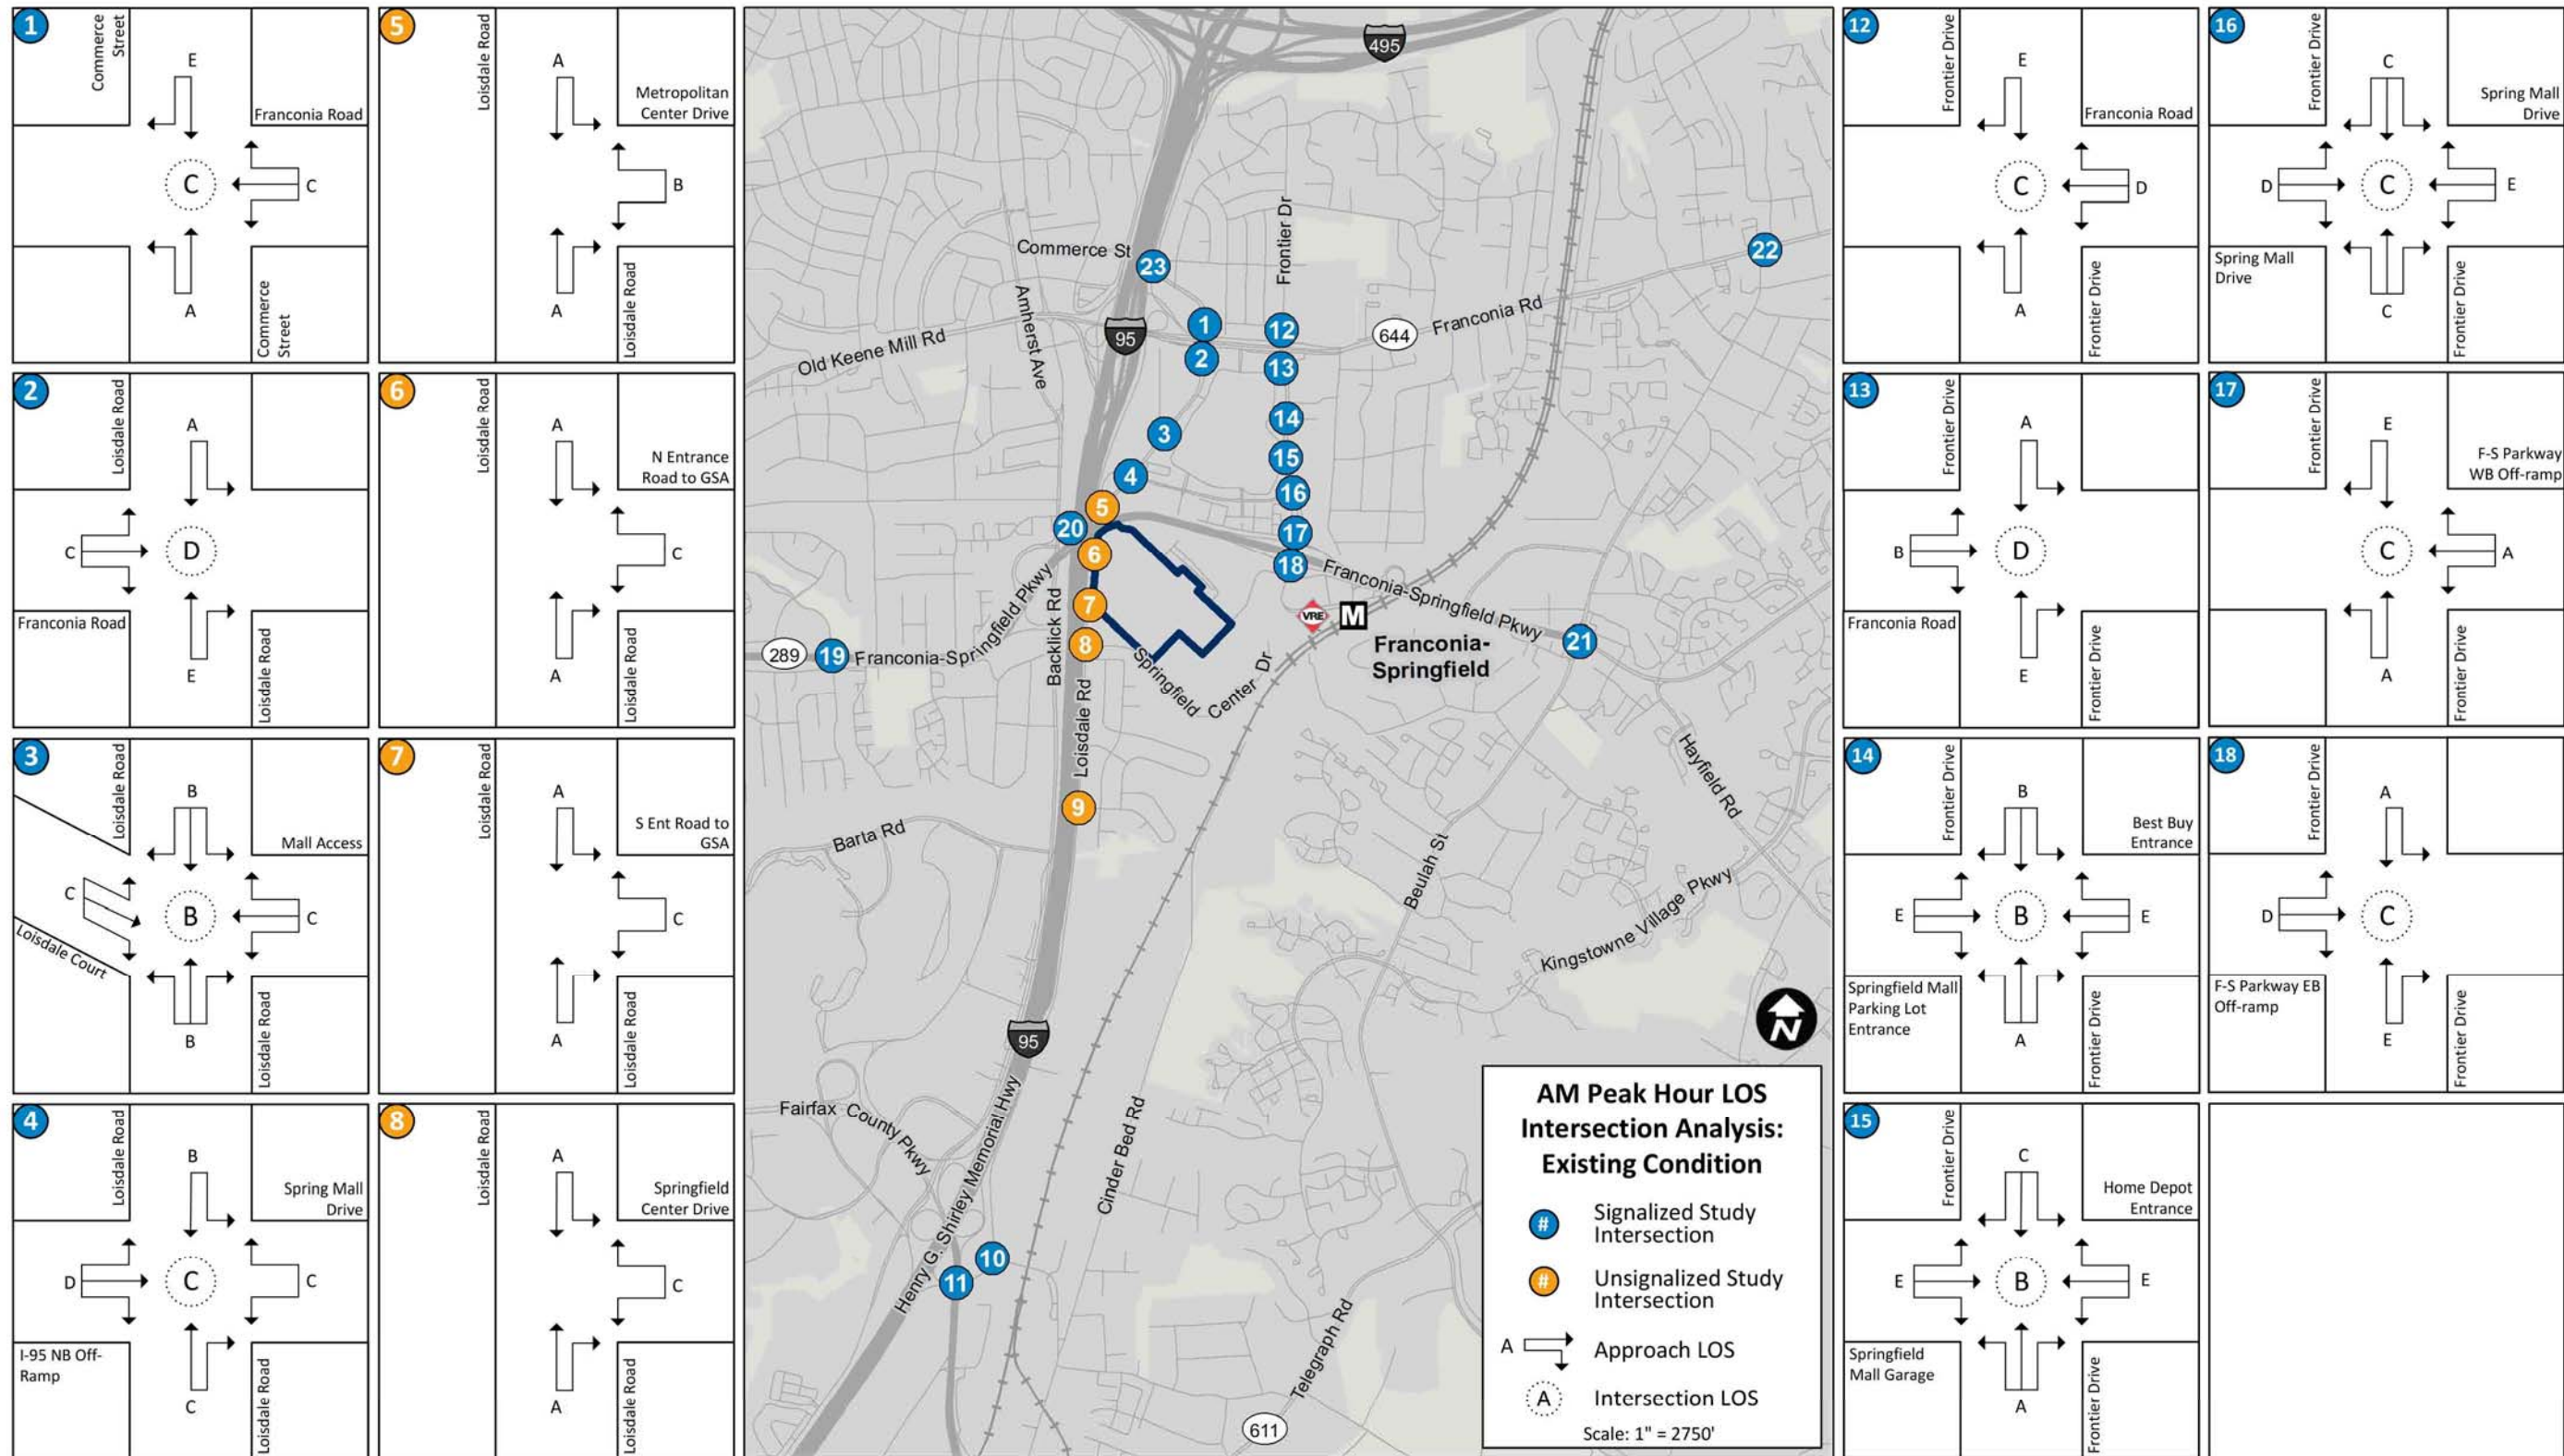 1
Commerce
Street
E
Franconia Road
C
C
A
Commerce
Street
2
Loisdale Road
A
C
D
Franconia Road
E
Loisdale Road
3
Loisdale Road
B
Mall Access
C
B
C
Loisdale Court
B
Loisdale Road
4
Loisdale Road
B
Spring Mall
Drive
D
C
C
I-95 NB Off-
Ramp
C
Loisdale Road
5
Loisdale Road
A
Metropolitan
Center Drive
B
A
Loisdale Road
6
Loisdale Road
A
N Entrance
Road to GSA
C
A
Loisdale Road
7
Loisdale Road
A
S Ent Road to
GSA
C
A
Loisdale Road
8
Loisdale Road
A
Springfield
Center Drive
C
A
Loisdale Road
495
Frontier Dr
Commerce St
23
22
Amherst Ave
95
1
12
644
Franconia Rd
Old Keene Mill Rd
2
13
14
3
15
4
16
5
20
17
6
18
Franconia-Springfield Pkwy
7
VRE
M
Backlick Rd
8
Franconia-
Springfield
21
289
19
Franconia-Springfield Pkwy
Springfield
Center Dr
Loisdale Rd
9
Hayfield Rd
Barta Rd
Beulah St
Kingstowne Village Pkwy
N
95
Fairfax County Pkwy
Henry G. Shirley Memorial Hwy
Cinder Bed Rd
10
11
Telegraph Rd
611
AM Peak Hour LOS
Intersection Analysis:
Existing Condition
#
Signalized Study
Intersection
#
Unsignalized Study
Intersection
A
Approach LOS
A
Intersection LOS
Scale: 1" = 2750'
12
Frontier Drive
E
Franconia Road
C
D
A
Frontier Drive
13
Frontier Drive
A
B
D
Franconia Road
E
Frontier Drive
14
Frontier Drive
B
Best Buy
Entrance
E
B
E
Springfield Mall
Parking Lot
Entrance
A
Frontier Drive
15
Frontier Drive
C
Home Depot
Entrance
E
B
E
Springfield
Mall Garage
A
Frontier Drive
16
Frontier Drive
C
Spring Mall
Drive
D
C
E
Spring Mall
Drive
C
Frontier Drive
17
Frontier Drive
E
F-S Parkway
WB Off-ramp
C
A
A
Frontier Drive
18
Frontier Drive
A
D
C
F-S Parkway EB
Off-ramp
E
Frontier Drive